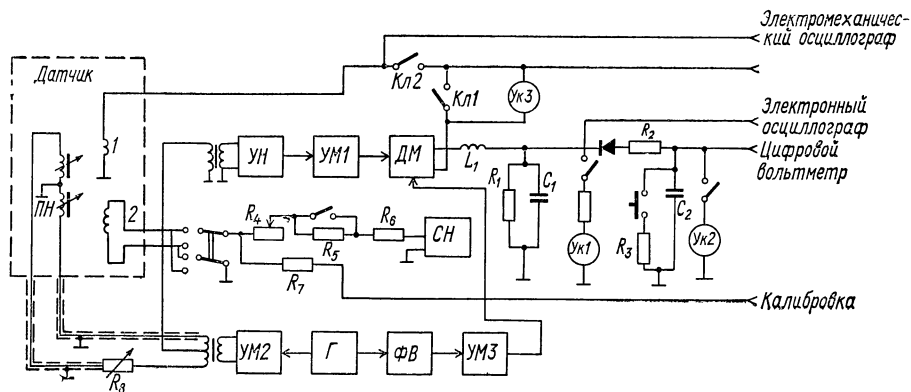 Электромеханичес-
кий осциллограф
Датчик
Кл2
Кл1
Ук3
Электронный
осциллограф
1
R2
Цифровой
вольтметр
УН
УМ1
ДМ
L1
R1
C1
C2
ПН
2
R4
R5
R6
СН
Ук1
R3
Ук2
R7
Калибровка
R3
УМ2
Г
ФВ
УМ3